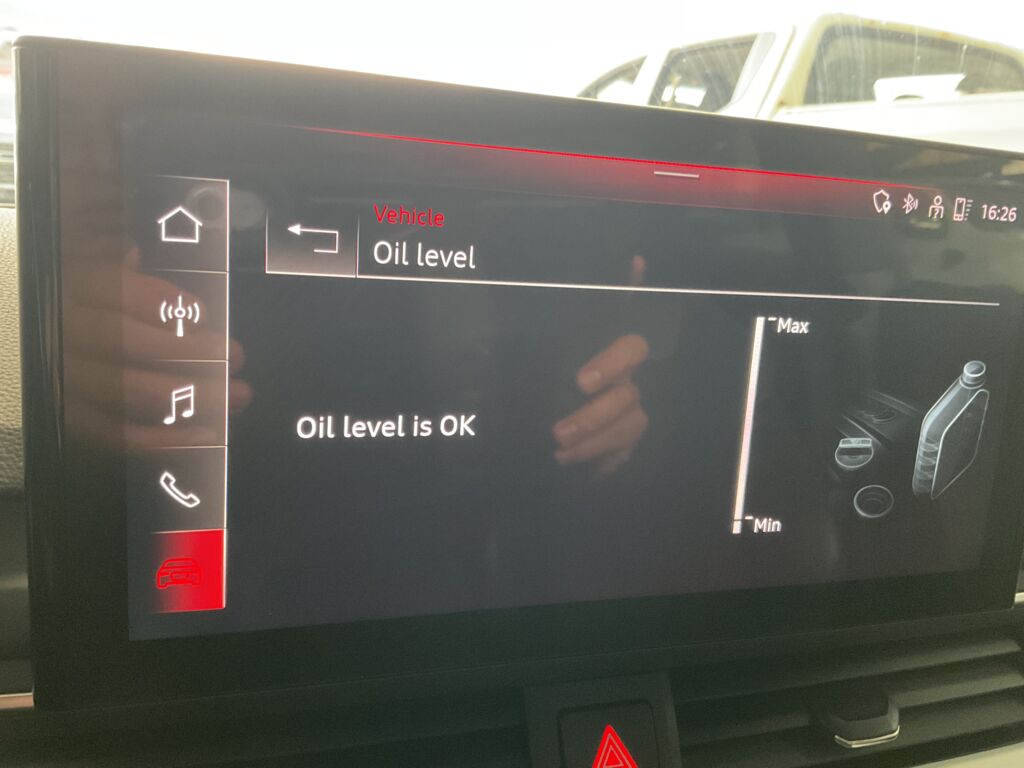 16:26
Vehicle
Oil level
Max
Oil level is OK
Min